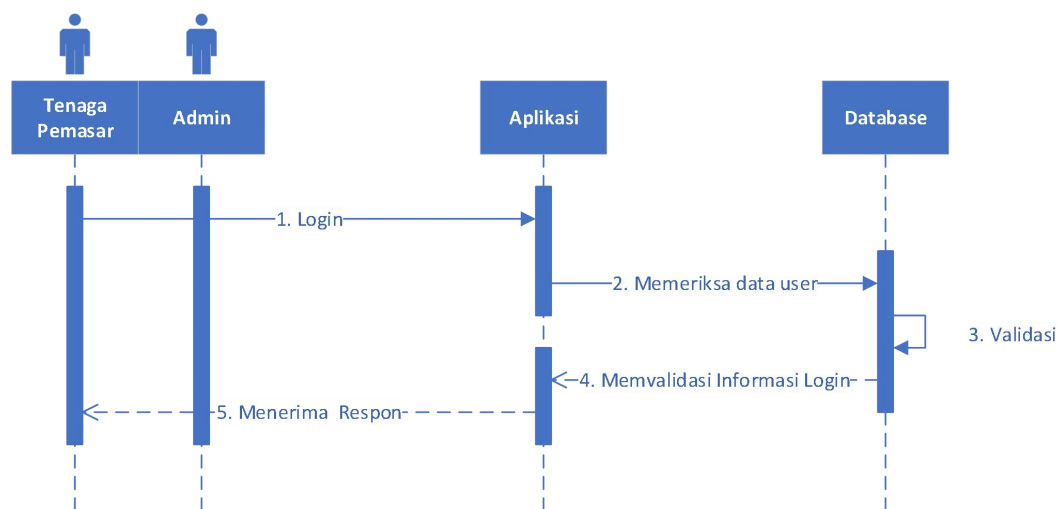 Tenaga
Pemasar
Admin
Aplikasi
Database
1. Login
2. Memeriksa data user
3. Validasi
4. Memvalidasi Informasi Login
5. Menerima  Respon